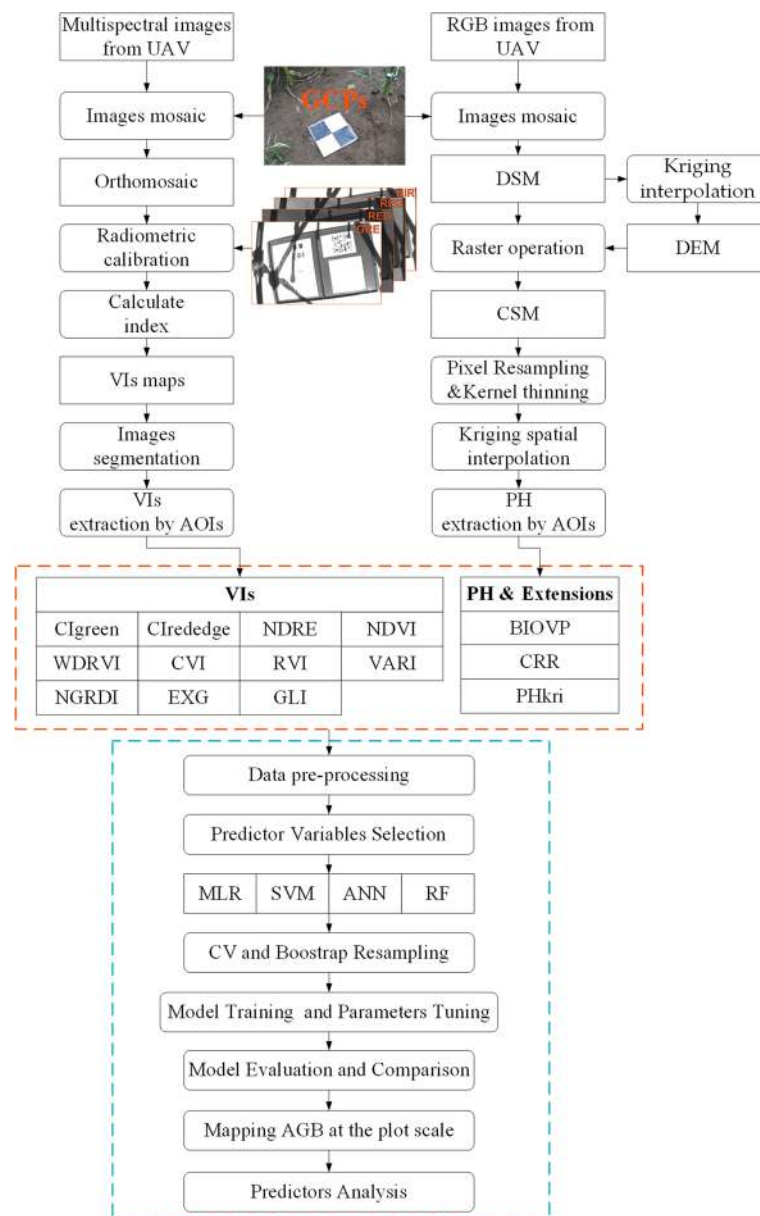 Multispectral images
from UAV
RGB images from
UAV
GCPs
Images mosaic
Images mosaic
Orthomosaic
DSM
Kriging
interpolation
RED
GRE
Radiometric
calibration
Raster operation
DEM
Calculate
index
CSM
VIs maps
Pixel Resampling
&Kernel thinning
Images
segmentation
Kriging spatial
interpolation
VIs
extraction by AOIs
PH
extraction by AOIs
VIs
CIgreen CIrededge NDRE NDVI
WDRVI CVI RVI VARI
NGRDI EXG GLI
PH & Extensions
BIOVP
CRR
PHkri
Data pre-processing
Predictor Variables Selection
MLR SVM ANN RF
CV and Boostrap Resampling
Model Training and Parameters Tuning
Model Evaluation and Comparison
Mapping AGB at the plot scale
Predictors Analysis